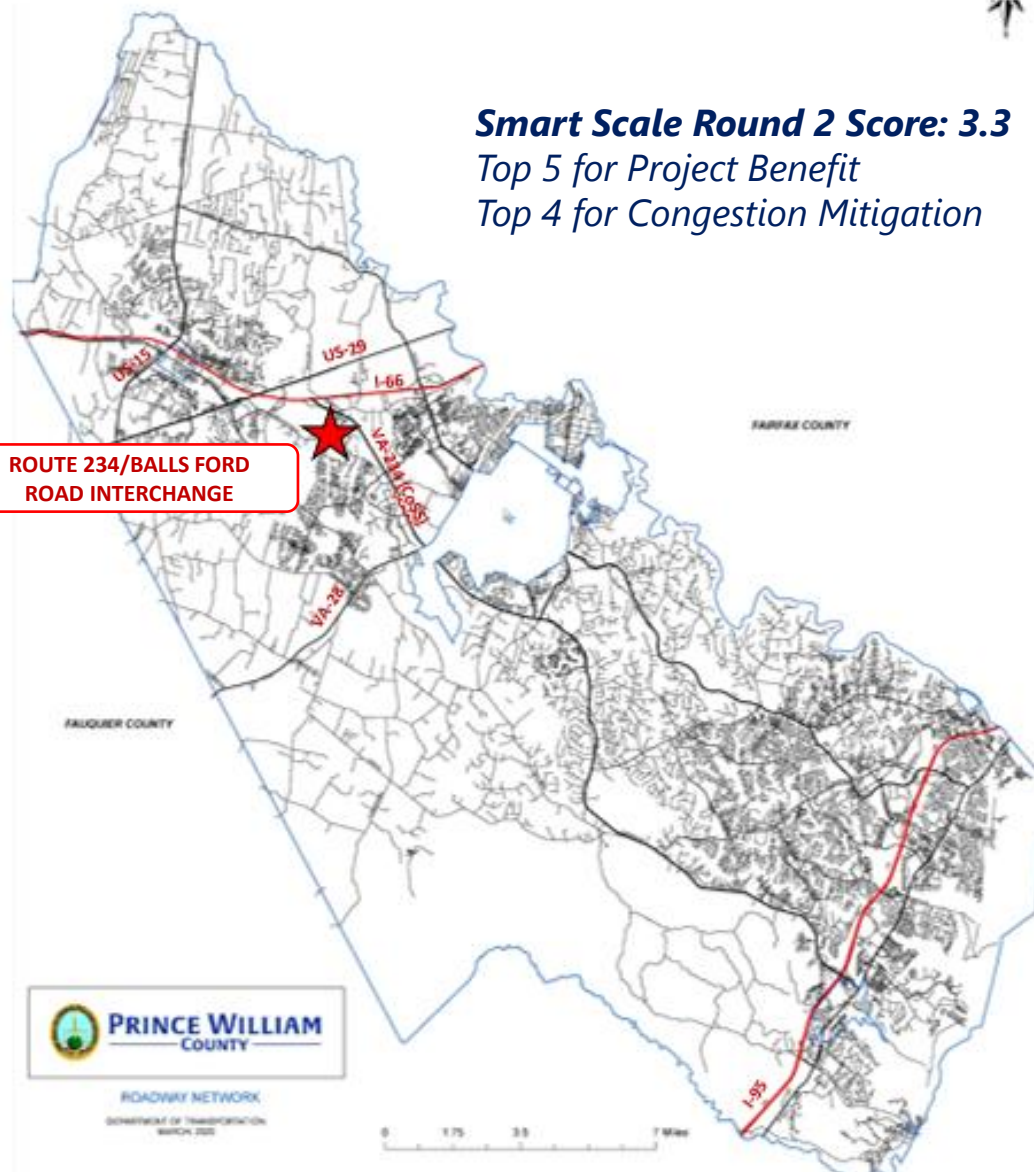 Smart Scale Round 2 Score: 3.3
Top 5 for Project Benefit
Top 4 for Congestion Mitigation
US-29
US-15
I-66
FAIRFAX COUNTY
VA-234 (CoSS)
ROUTE 234/BALLS FORD
ROAD INTERCHANGE
VA-28
FAUQUIER COUNTY
I-95
PRINCE WILLIAM
COUNTY
ROADWAY NETWORK
DEPARTMENT OF TRANSPORTATION
MARCH, 2020
0 1.75 3.5 7 Miles